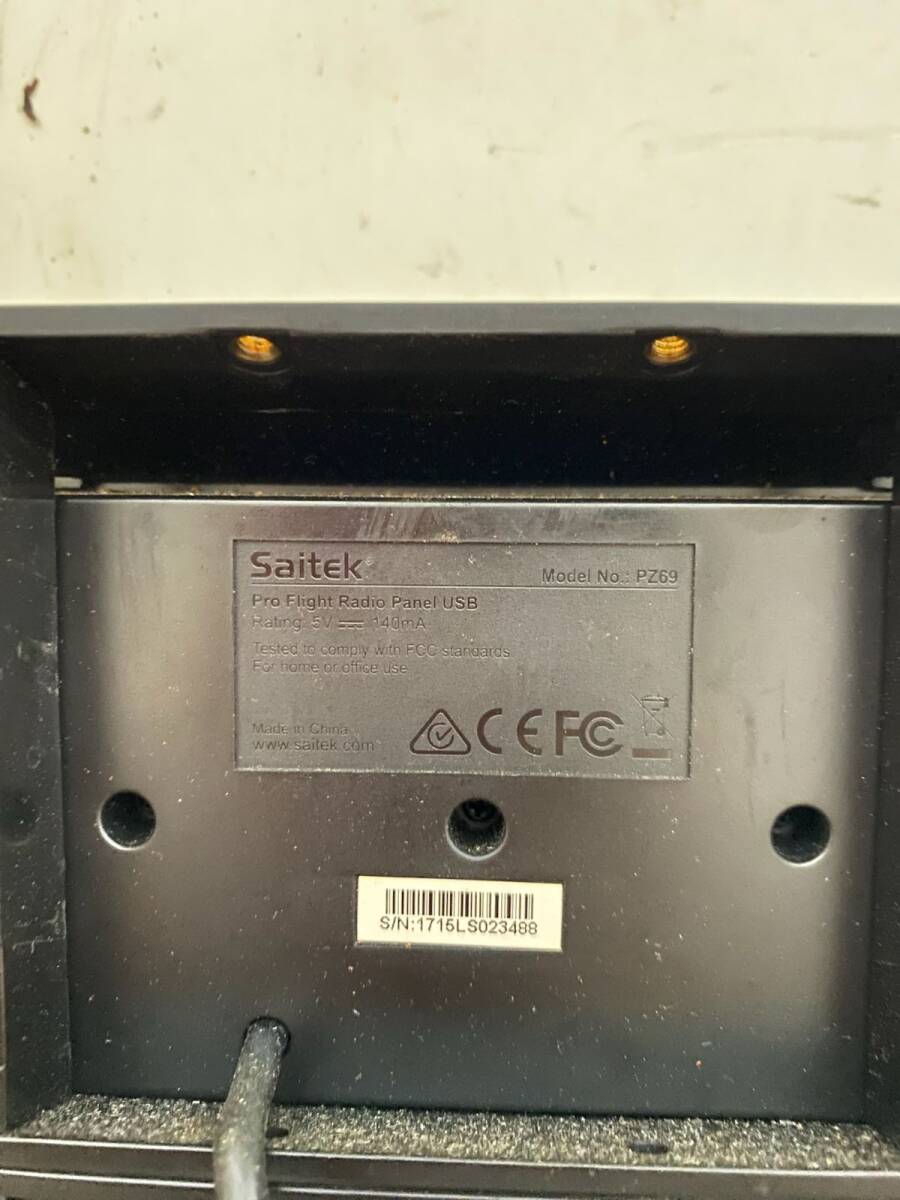 Saitek
Model No.: PZ69
Pro Flight Radio Panel USB
Rating: 5V 140mA
Tested to comply with FCC standards
For home or office use
Made in China
www.saitek.com
CE FC
S/N:1715LS023488